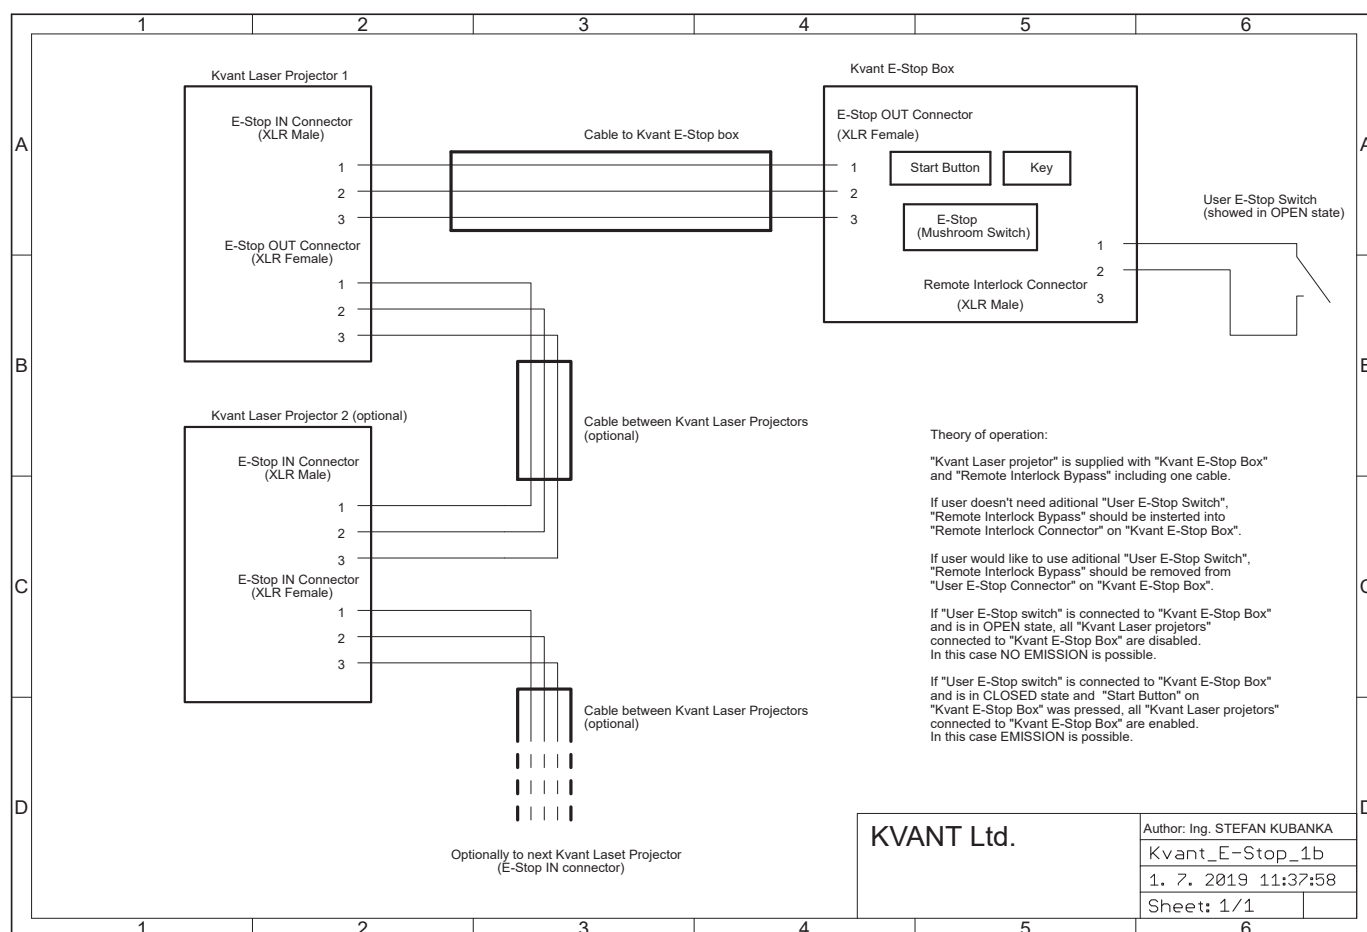 1 2 3 4 5 6
Kvant Laser Projector 1
E-Stop IN Connector
(XLR Male)
1
2
3
E-Stop OUT Connector
(XLR Female)
1
2
3
Cable to Kvant E-Stop box
Kvant E-Stop Box
E-Stop OUT Connector
(XLR Female)
1
2
3
Start Button
Key
E-Stop
(Mushroom Switch)
1
2
3
Remote Interlock Connector
(XLR Male)
User E-Stop Switch
(showed in OPEN state)
A
A
B
B
Cable between Kvant Laser Projectors
(optional)
Kvant Laser Projector 2 (optional)
E-Stop IN Connector
(XLR Male)
1
2
3
E-Stop IN Connector
(XLR Female)
1
2
3
C
C
Theory of operation:
"Kvant Laser projetor" is supplied with "Kvant E-Stop Box"
and "Remote Interlock Bypass" including one cable.
If user doesn't need aditional "User E-Stop Switch",
"Remote Interlock Bypass" should be insterted into
"Remote Interlock Connector" on "Kvant E-Stop Box".
If user would like to use aditional "User E-Stop Switch",
"Remote Interlock Bypass" should be removed from
"User E-Stop Connector" on "Kvant E-Stop Box".
If "User E-Stop switch" is connected to "Kvant E-Stop Box"
and is in OPEN state, all "Kvant Laser projetors"
connected to "Kvant E-Stop Box" are disabled.
In this case NO EMISSION is possible.
If "User E-Stop switch" is connected to "Kvant E-Stop Box"
and is in CLOSED state and "Start Button" on
"Kvant E-Stop Box" was pressed, all "Kvant Laser projetors"
connected to "Kvant E-Stop Box" are enabled.
In this case EMISSION is possible.
Cable between Kvant Laser Projectors
(optional)
D
D
Optionally to next Kvant Laset Projector
(E-Stop IN connector)
KVANT Ltd.
Author: Ing. STEFAN KUBANKA
Kvant_E-Stop_1b
1. 7. 2019 11:37:58
Sheet: 1/1
1 2 3 4 5 6